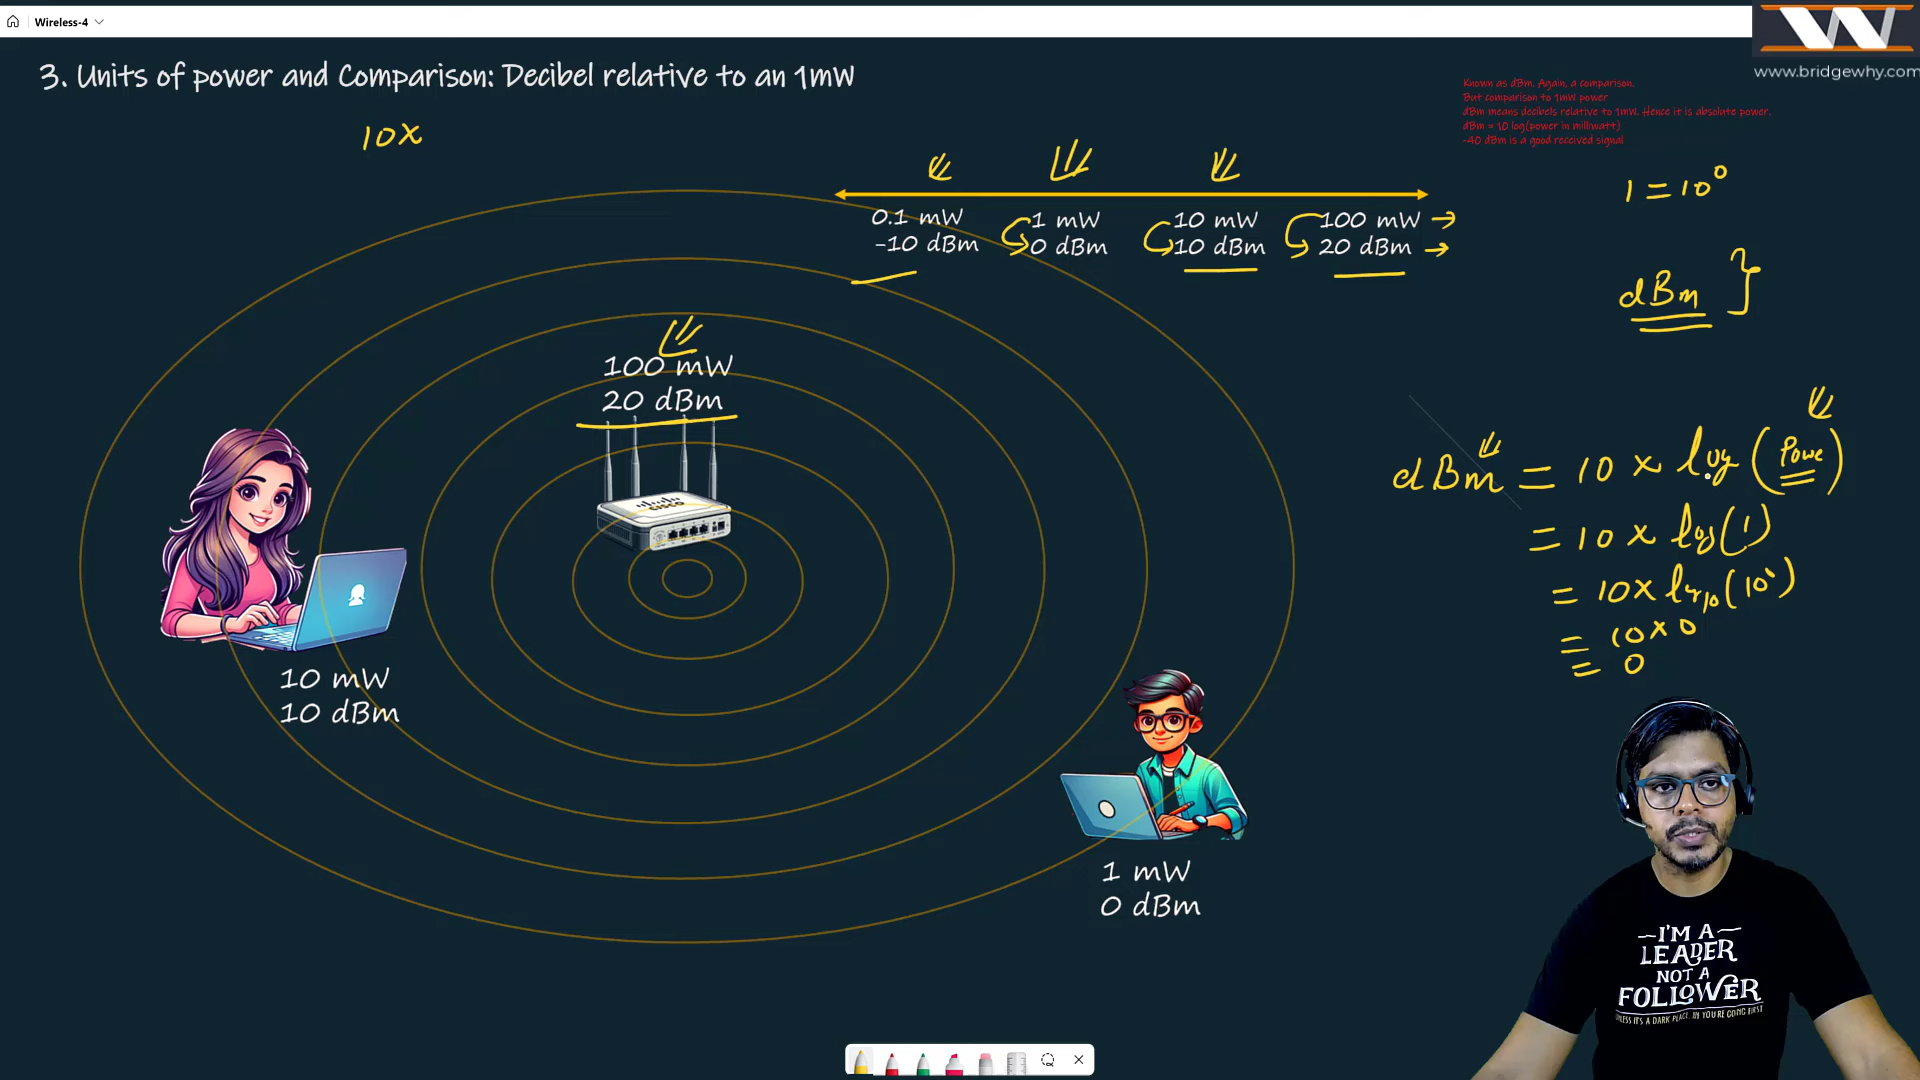 Wireless-4
W
www.bridgewhy.com
3. Units of power and Comparison: Decibel relative to an 1mW
Known as dBm. Again, a comparison.
But comparison to 1mW power
dBm means decibels relative to 1mW. Hence it is absolute power.
dBm = 10 log(power in milliwatt)
-40 dBm is a good received signal
10X
1 = 10⁰
0.1 mW 1 mW 10 mW 100 mW →
-10 dBm 0 dBm 10 dBm 20 dBm →
dBm }
100 mW
20 dBm
dBm = 10 x log (Powe)
= 10 x log(1)
= 10 x log₁₀(10⁰)
= 10 x 0
= 0
CISCO
10 mW
10 dBm
1 mW
0 dBm
—I'M A—
LEADER
NOT A
FOLLOWER